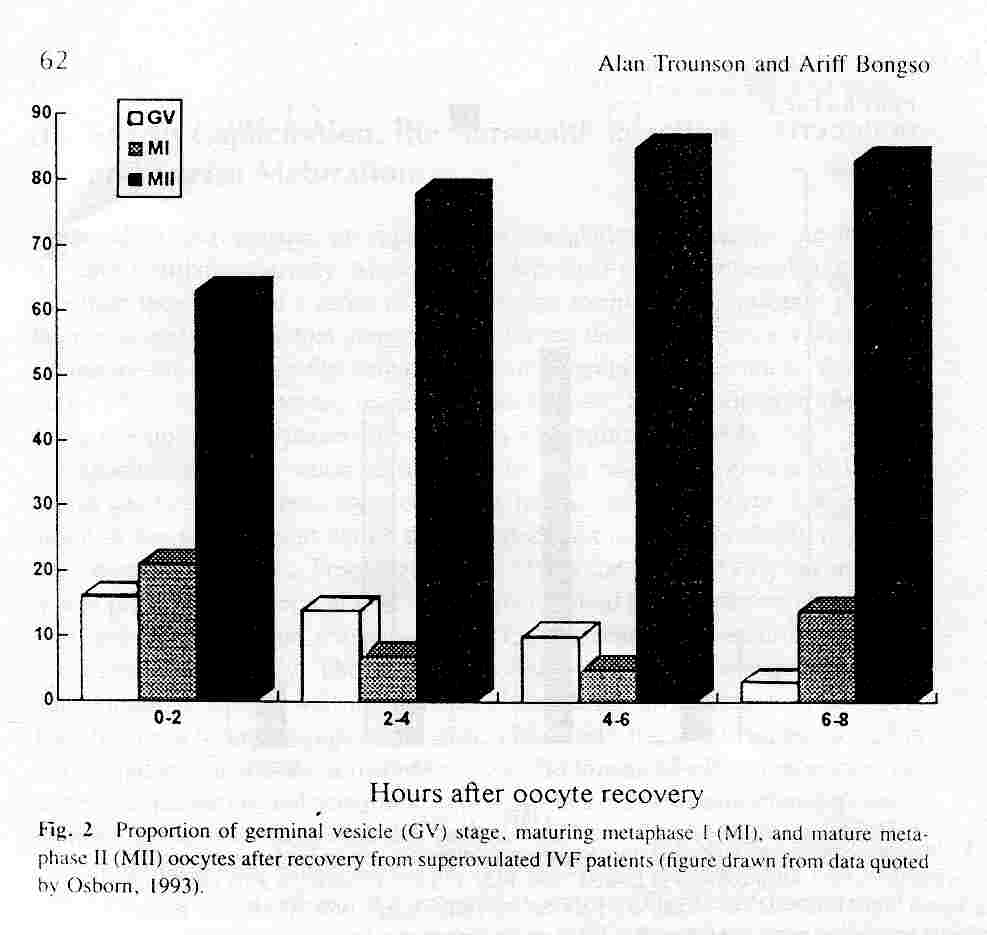 62
Alan Trounson and Ariff Bongso
90
80
70
60
50
40
30
20
10
0
GV
MI
MII
0-2
2-4
4-6
6-8
Hours after oocyte recovery
Fig. 2 Proportion of germinal vesicle (GV) stage, maturing metaphase I (MI), and mature meta-
phase II (MII) oocytes after recovery from superovulated IVF patients (figure drawn from data quoted
by Osborn, 1993).